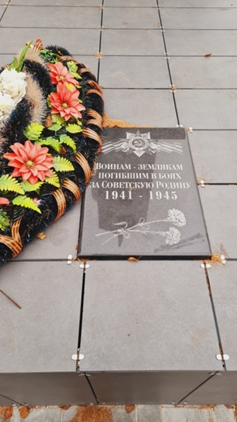 Воинам - землякам
погибшим в боях
за Советскую Родину
1941 - 1945